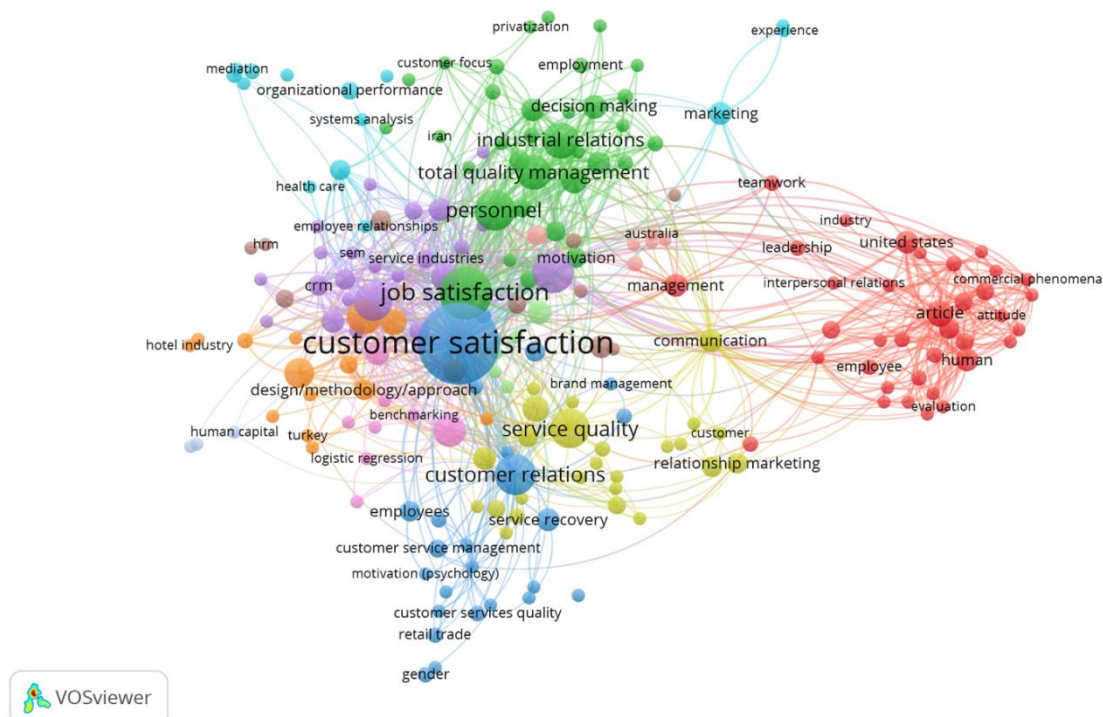 privatization
experience
customer focus
employment
mediation
organizational performance
decision making
marketing
systems analysis
iran
industrial relations
total quality management
teamwork
health care
personnel
industry
employee relationships
australia
united states
hrm
leadership
sem
service industries
motivation
commercial phenomena
crm
job satisfaction
management
interpersonal relations
article
attitude
customer satisfaction
communication
hotel industry
human
employee
design/methodology/approach
brand management
evaluation
benchmarking
service quality
human capital
turkey
customer
logistic regression
relationship marketing
customer relations
employees
service recovery
customer service management
motivation (psychology)
customer services quality
retail trade
gender
VOSviewer